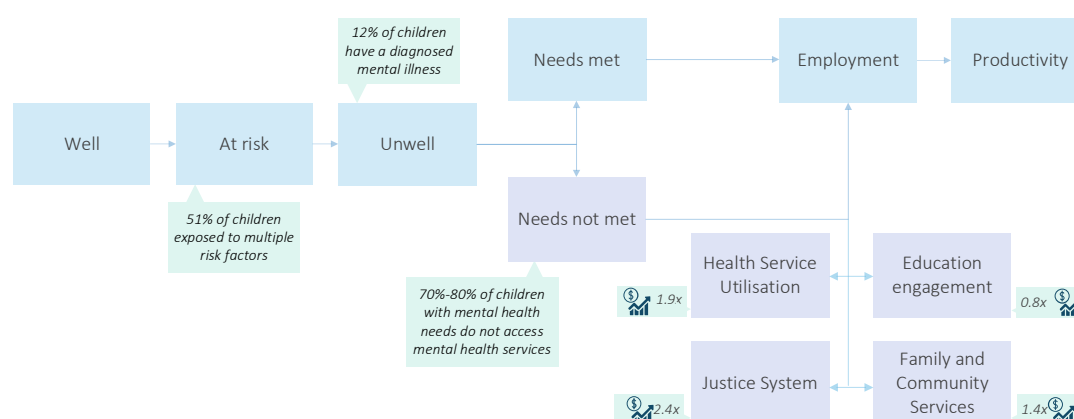 12% of children
have a diagnosed
mental illness
Needs met
Employment
Productivity
Well
At risk
Unwell
51% of children
exposed to multiple
risk factors
Needs not met
70%-80% of children
with mental health
needs do not access
mental health services
Health Service
Utilisation
Education
engagement
$
1.9x
0.8x
$
Justice System
Family and
Community
Services
$
2.4x
1.4x
$